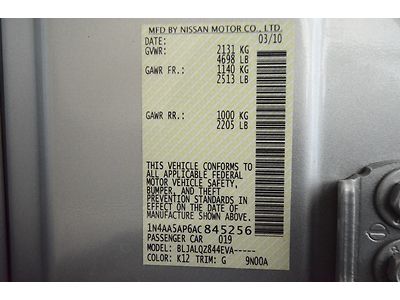 MFD BY NISSAN MOTOR CO., LTD.
DATE: 03/10
GVWR: 2131 KG
4698 LB
GAWR FR.: 1140 KG
2513 LB
GAWR RR.: 1000 KG
2205 LB
THIS VEHICLE CONFORMS TO
ALL APPLICABLE FEDERAL
MOTOR VEHICLE SAFETY,
BUMPER, AND THEFT
PREVENTION STANDARDS IN
EFFECT ON THE DATE OF
MANUFACTURE SHOWN ABOVE.
1N4AA5AP6AC845256
PASSENGER CAR 019
MODEL: BLJALQZ844EVA-----
COLOR: K12 TRIM: G 9N00A